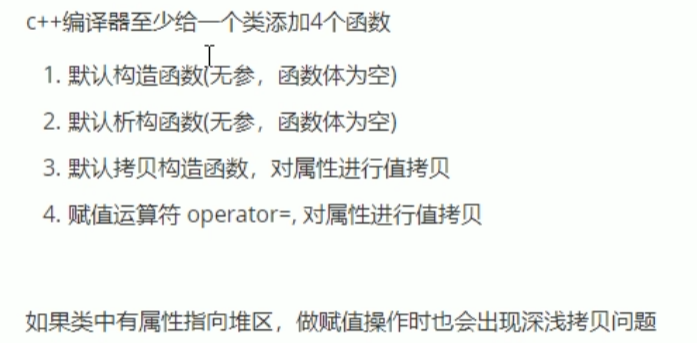 c++编译器至少给一个类添加4个函数
1. 默认构造函数(无参，函数体为空)
2. 默认析构函数(无参，函数体为空)
3. 默认拷贝构造函数，对属性进行值拷贝
4. 赋值运算符 operator=, 对属性进行值拷贝
如果类中有属性指向堆区，做赋值操作时也会出现深浅拷贝问题